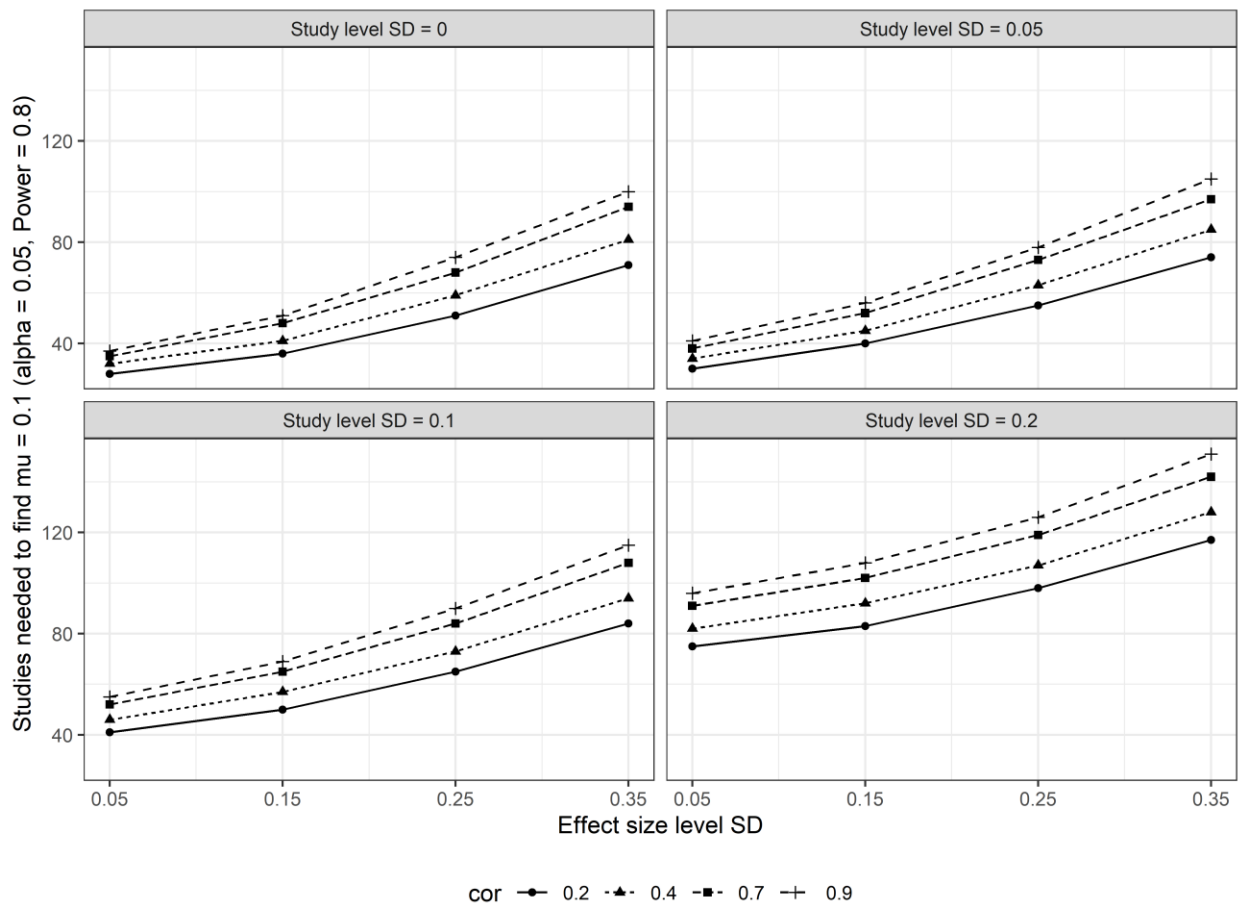 Study level SD = 0
Study level SD = 0.05
120
80
40
Study level SD = 0.1
Study level SD = 0.2
120
80
40
0.05 0.15 0.25 0.35
0.05 0.15 0.25 0.35
Effect size level SD
Studies needed to find mu = 0.1 (alpha = 0.05, Power = 0.8)
cor 0.2 0.4 0.7 0.9